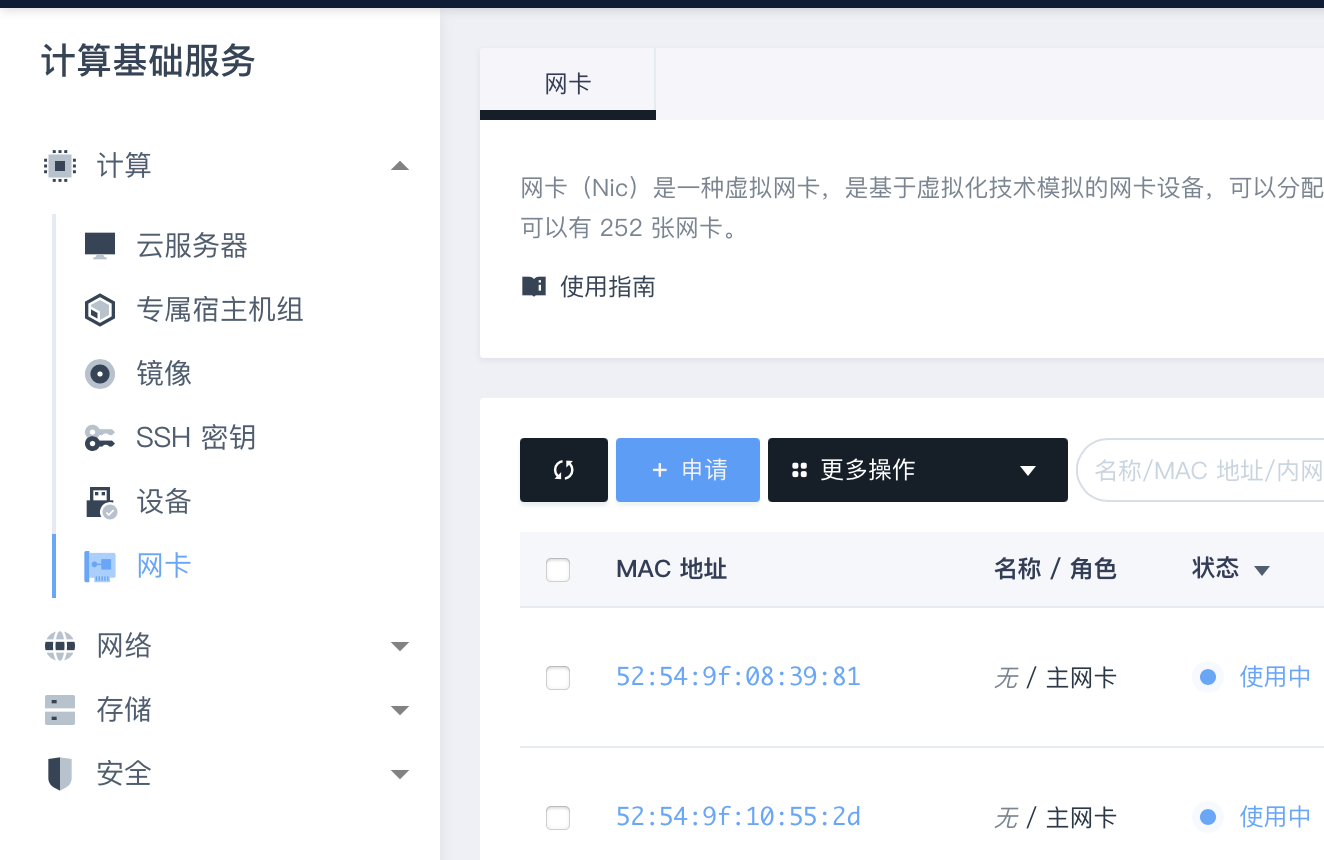 计算基础服务
计算
云服务器
专属宿主机组
镜像
SSH 密钥
设备
网卡
网络
存储
安全
网卡
网卡（Nic）是一种虚拟网卡，是基于虚拟化技术模拟的网卡设备，可以分配
可以有 252 张网卡。
使用指南
+ 申请
更多操作
名称/MAC 地址/内网
MAC 地址 名称 / 角色 状态
52:54:9f:08:39:81 无 / 主网卡 使用中
52:54:9f:10:55:2d 无 / 主网卡 使用中